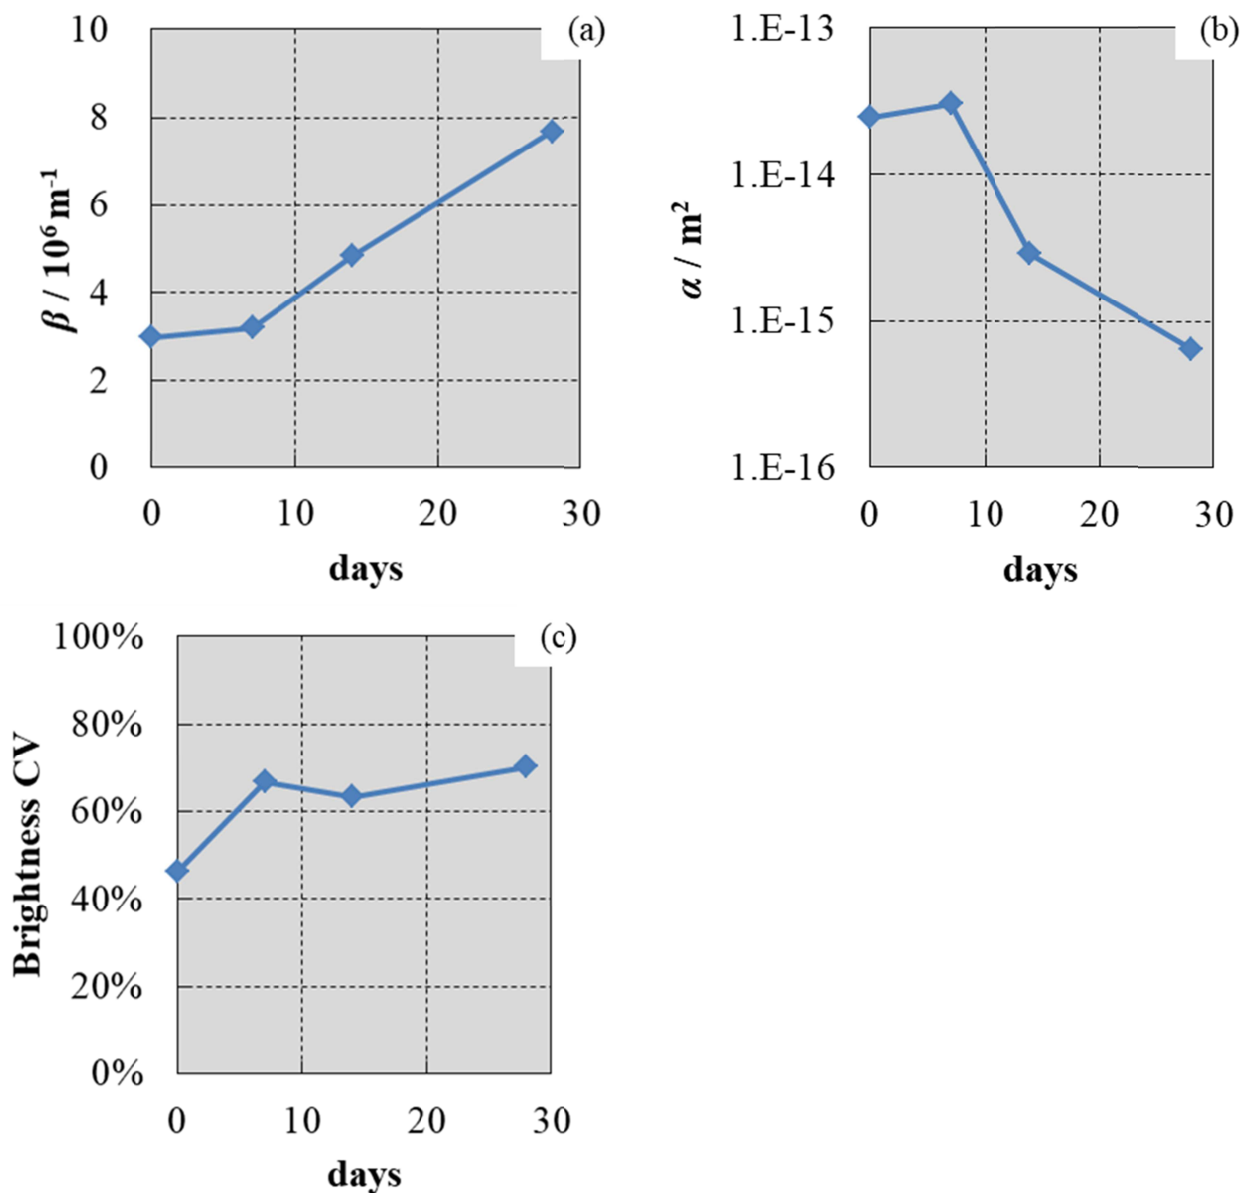 (a)
10
8
6
4
2
0
β / 10⁶ m⁻¹
0 10 20 30
days
(b)
1.E-13
1.E-14
1.E-15
1.E-16
α / m²
0 10 20 30
days
(c)
100%
80%
60%
40%
20%
0%
Brightness CV
0 10 20 30
days